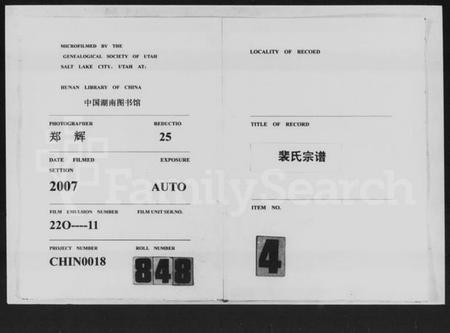 MICROFILMED BY THE
GENEALOGICAL SOCIETY OF UTAH
SALT LAKE CITY, UTAH AT:
HUNAN LIBRARY OF CHINA
中国湖南图书馆
PHOTOGRAPHER REDUCTIO
郑 辉 25
DATE FILMED EXPOSURE
SETTION
2007 AUTO
FILM EMULSION NUMBER FILM UNIT SER.NO.
22O----11
PROJECT NUMBER ROLL NUMBER
CHIN0018 848
LOCALITY OF RECOED
TITLE OF RECORD
裴氏宗谱
ITEM NO.
4
FamilySearch